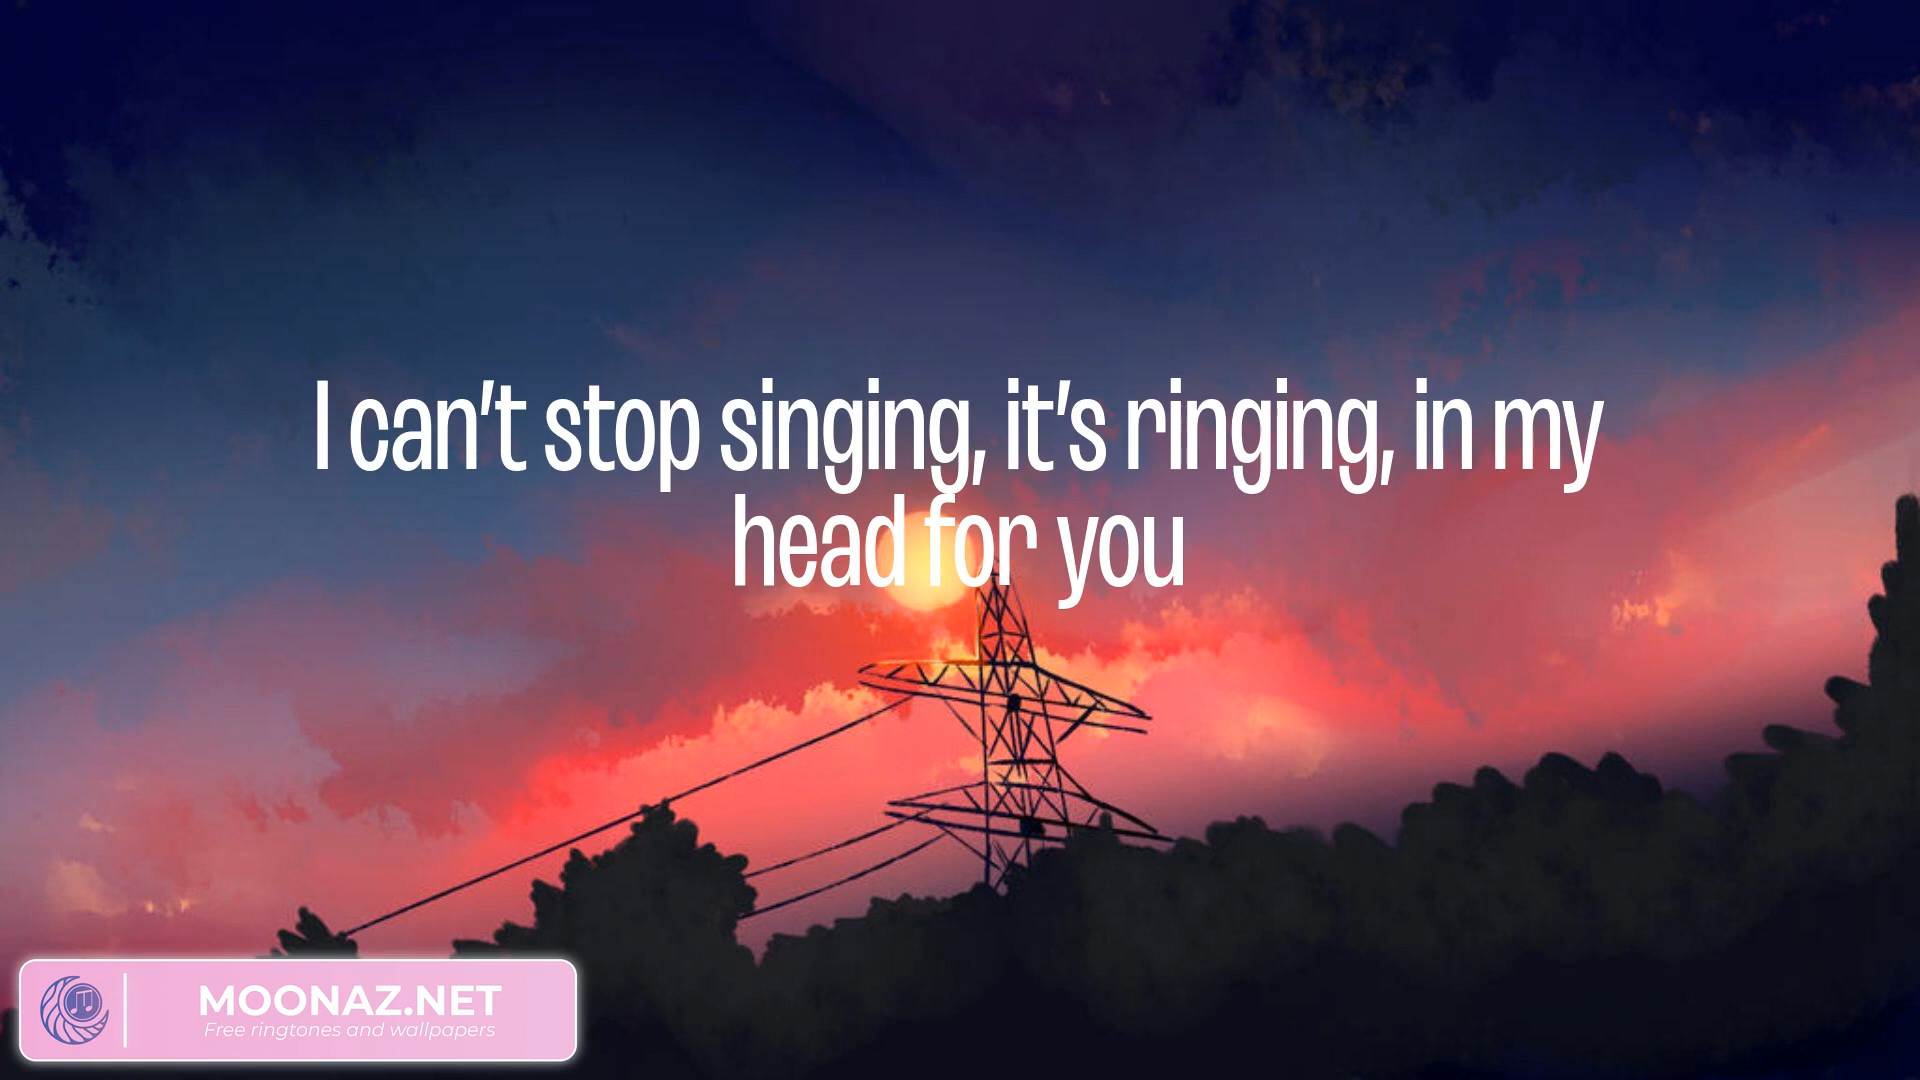 I can’t stop singing, it’s ringing, in my
head for you
MOONAZ.NET
Free ringtones and wallpapers